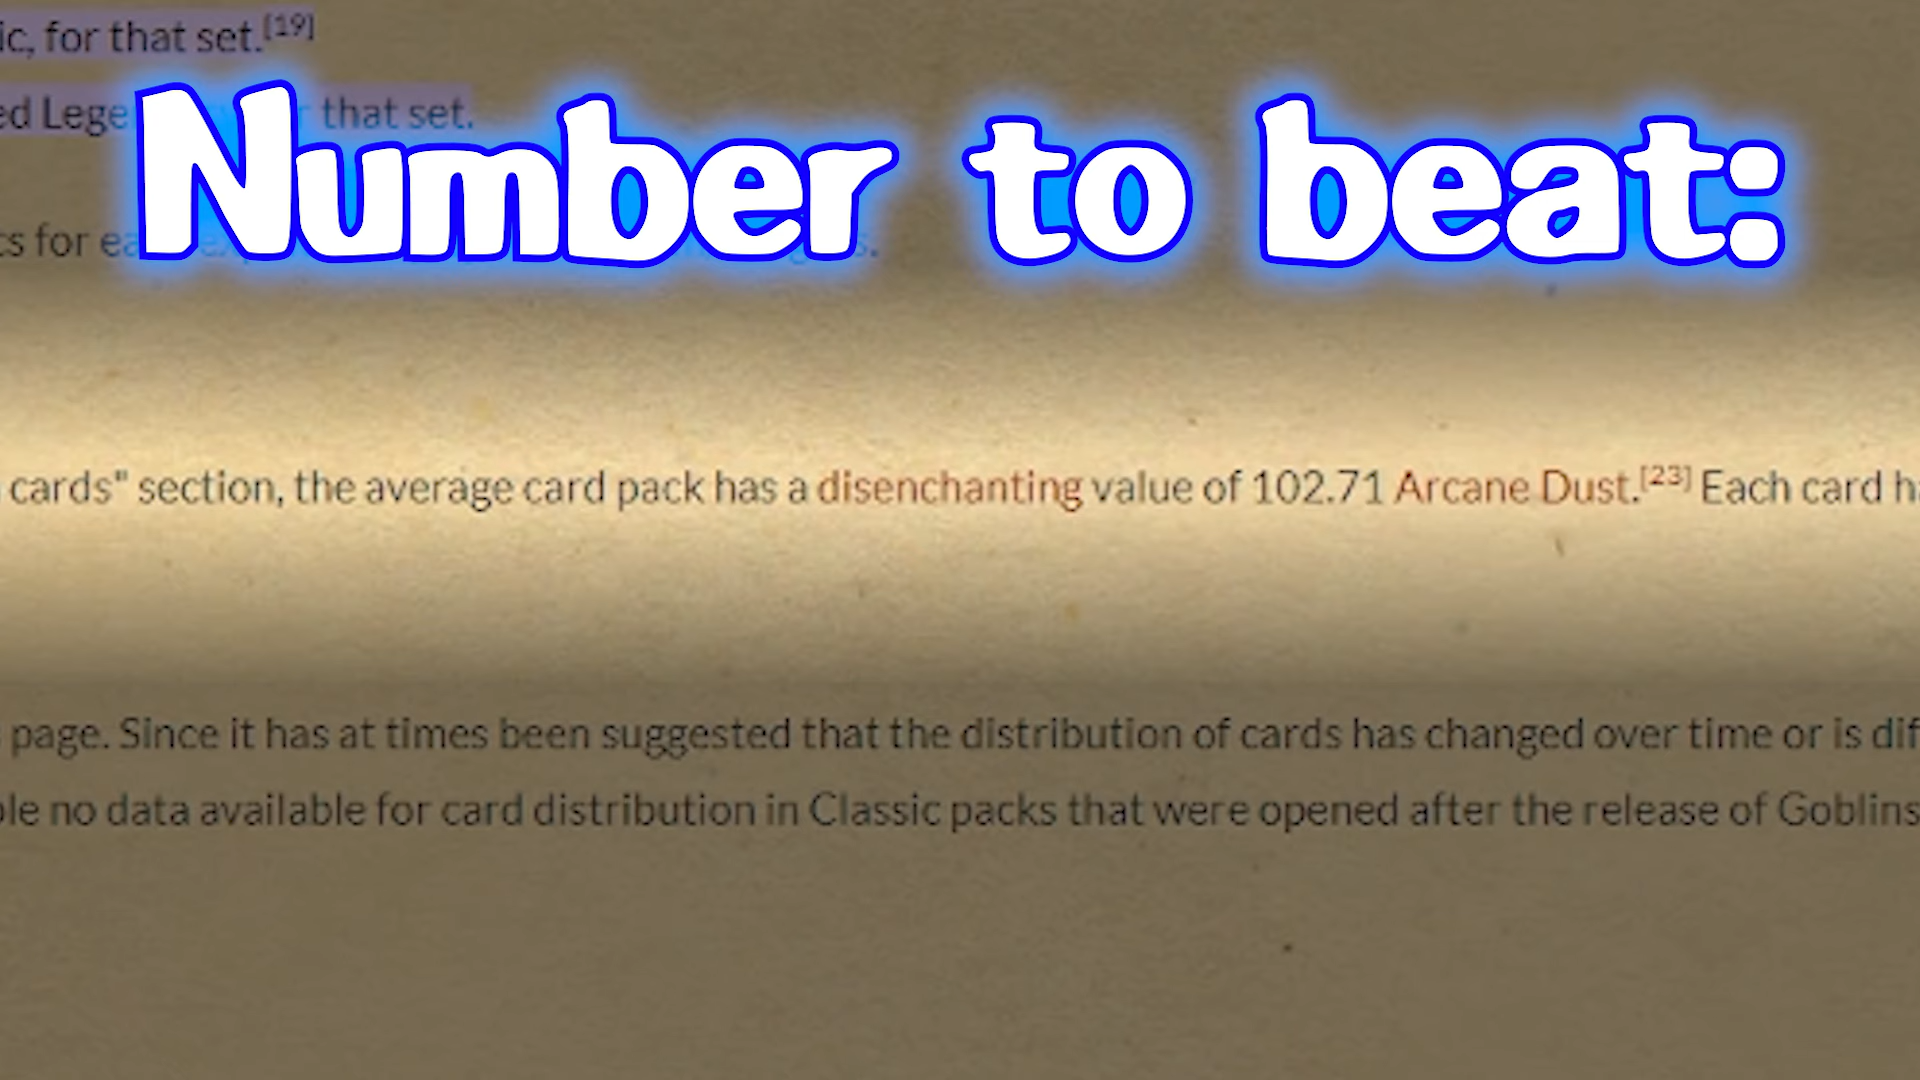 ic, for that set.[19]
Number to beat:
ed Lege that set.
cs for
cards" section, the average card pack has a disenchanting value of 102.71 Arcane Dust.[23] Each card ha
page. Since it has at times been suggested that the distribution of cards has changed over time or is dif
ble no data available for card distribution in Classic packs that were opened after the release of Goblins